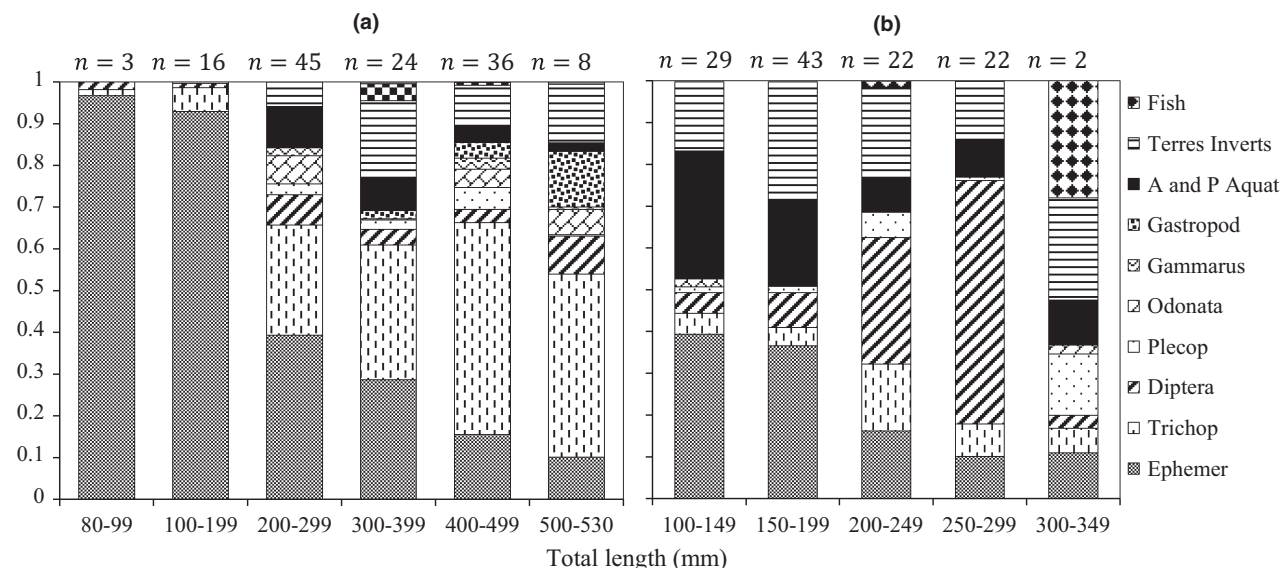 (a) (b)
n = 3 n = 16 n = 45 n = 24 n = 36 n = 8 n = 29 n = 43 n = 22 n = 22 n = 2
1
0.9
0.8
0.7
0.6
0.5
0.4
0.3
0.2
0.1
0
Fish
Terres Inverts
A and P Aquat
Gastropod
Gammarus
Odonata
Plecop
Diptera
Trichop
Ephemer
80-99 100-199 200-299 300-399 400-499 500-530 100-149 150-199 200-249 250-299 300-349
Total length (mm)